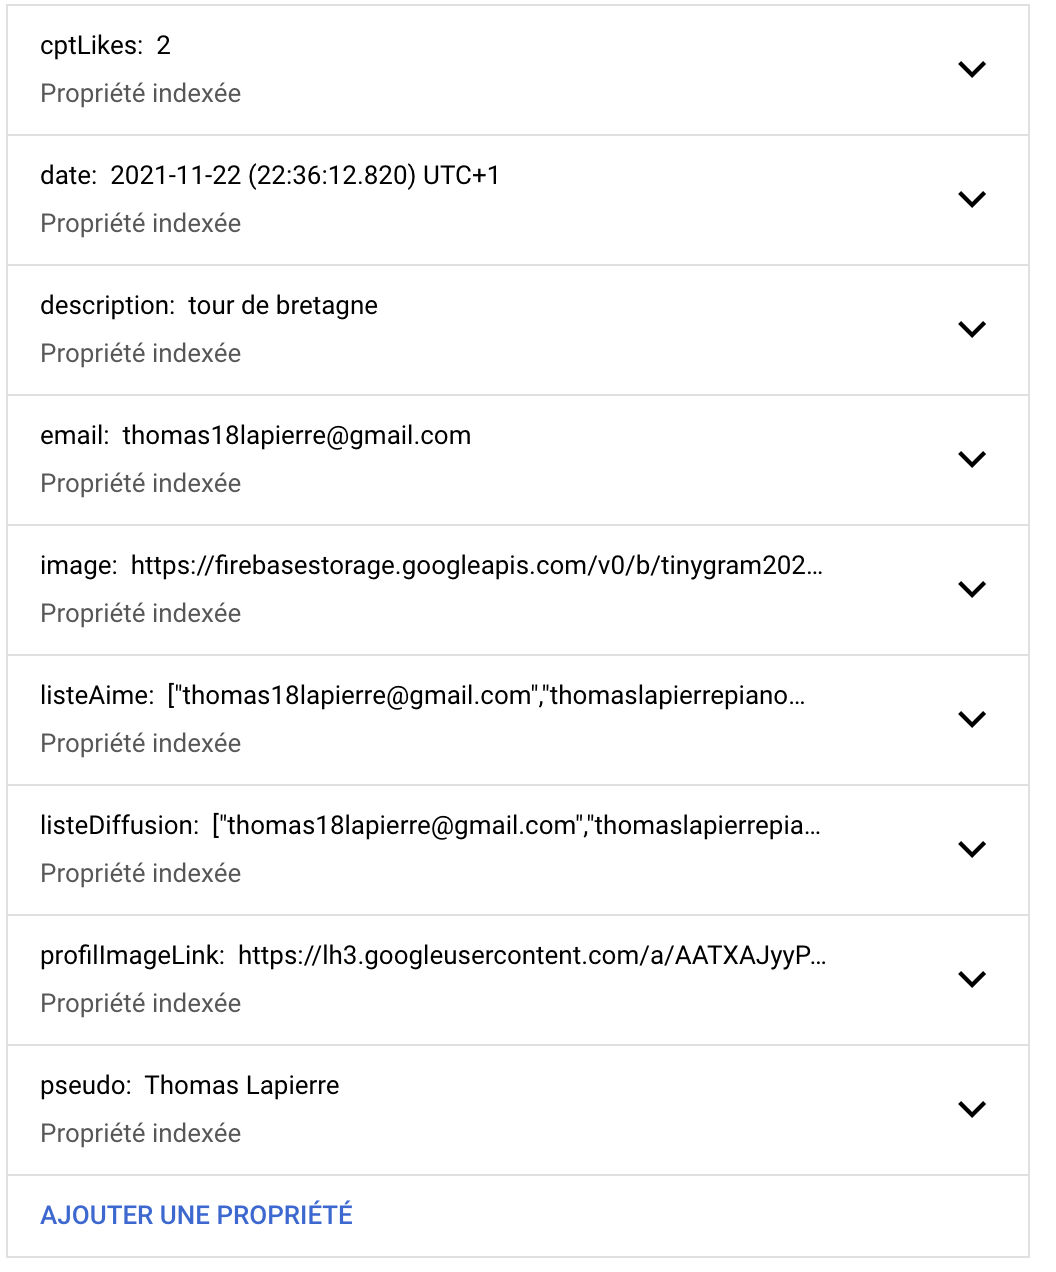 cptLikes: 2
Propriété indexée
date: 2021-11-22 (22:36:12.820) UTC+1
Propriété indexée
description: tour de bretagne
Propriété indexée
email: thomas18lapierre@gmail.com
Propriété indexée
image: https://firebasestorage.googleapis.com/v0/b/tinygram202...
Propriété indexée
listeAime: ["thomas18lapierre@gmail.com","thomaslapierrepiano...
Propriété indexée
listeDiffusion: ["thomas18lapierre@gmail.com","thomaslapierrepia...
Propriété indexée
profilImageLink: https://lh3.googleusercontent.com/a/AATXAJyyP...
Propriété indexée
pseudo: Thomas Lapierre
Propriété indexée
AJOUTER UNE PROPRIÉTÉ